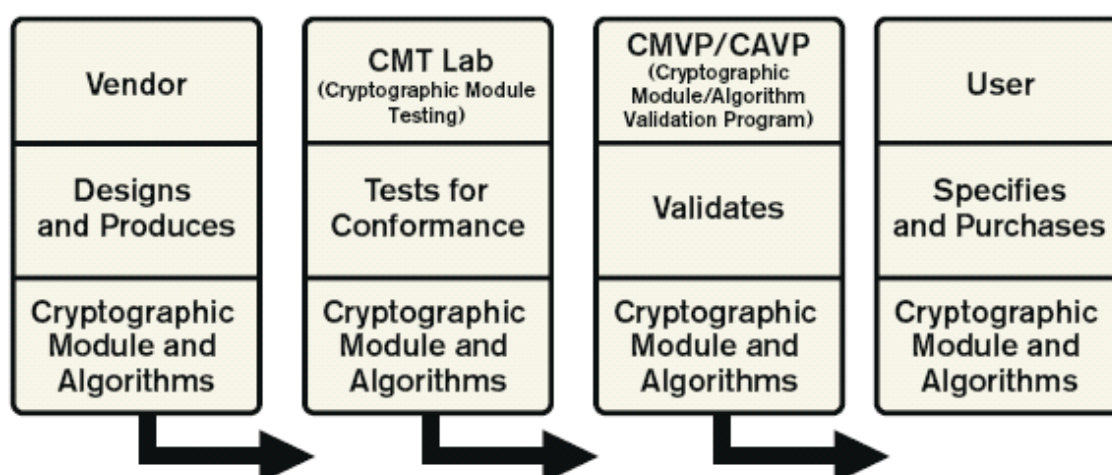 Vendor
Designs
and Produces
Cryptographic
Module and
Algorithms
CMT Lab
(Cryptographic Module
Testing)
Tests for
Conformance
Cryptographic
Module and
Algorithms
CMVP/CAVP
(Cryptographic
Module/Algorithm
Validation Program)
Validates
Cryptographic
Module and
Algorithms
User
Specifies
and Purchases
Cryptographic
Module and
Algorithms